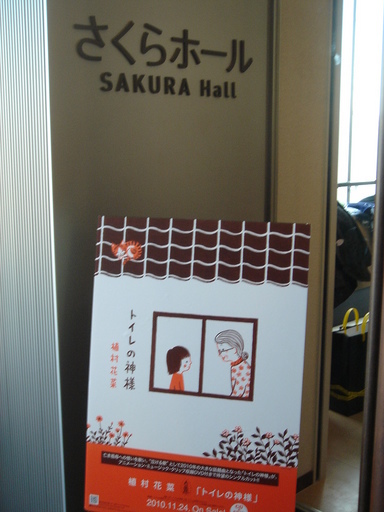 さくらホール
SAKURA Hall
トイレの神様
植村花菜
植村花菜 「トイレの神様」
2010.11.24. On Sale!